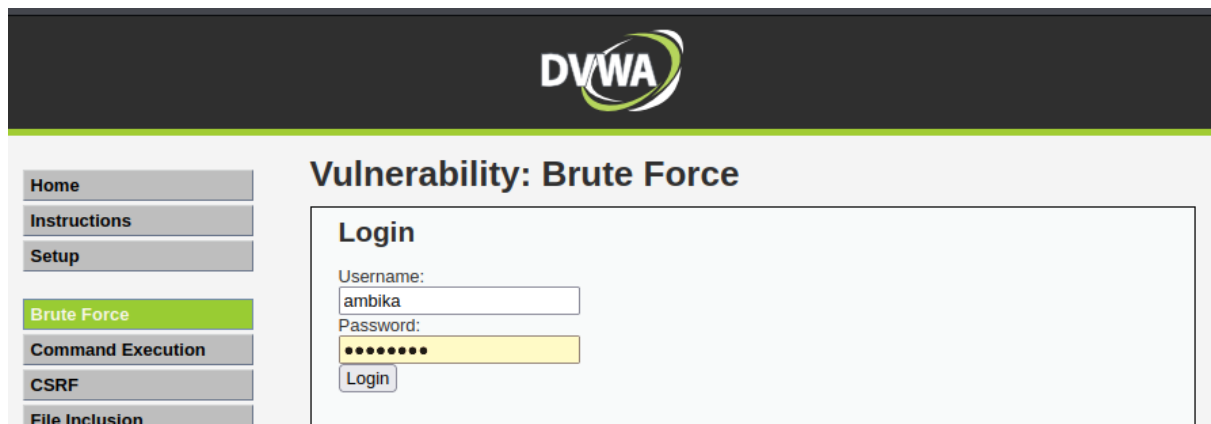 DVWA
Home
Instructions
Setup
Brute Force
Command Execution
CSRF
File Inclusion
Vulnerability: Brute Force
Login
Username:
ambika
Password:
••••••••
Login